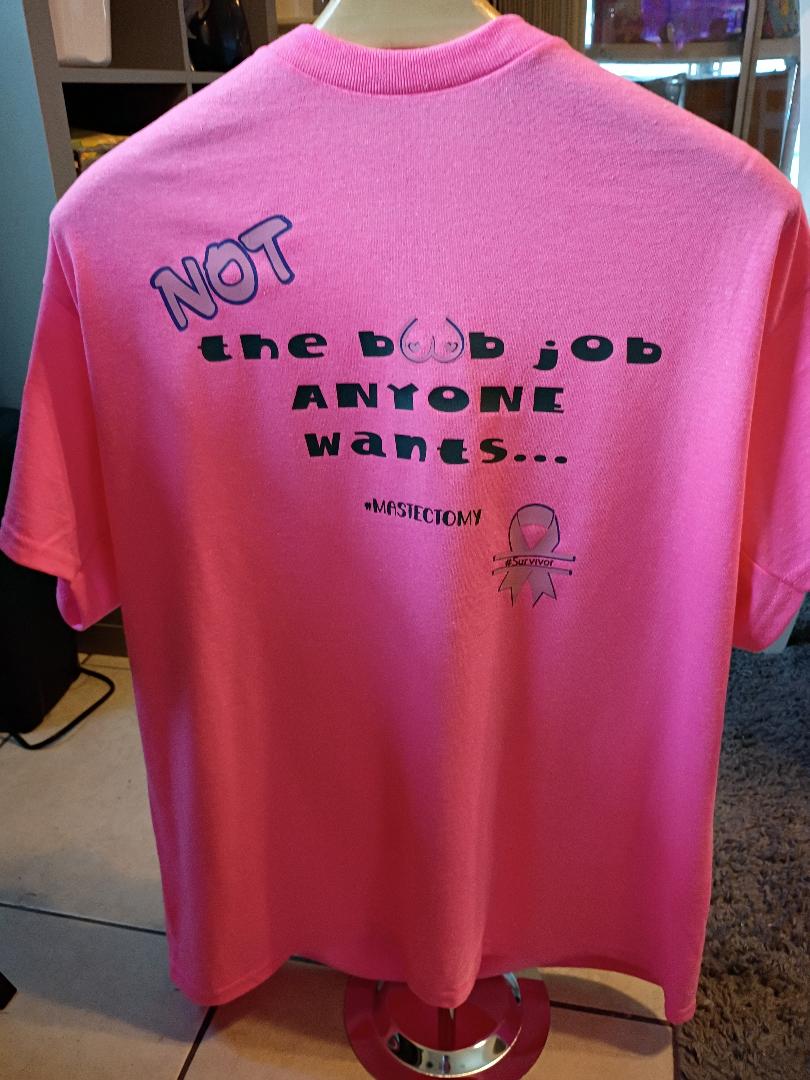 NOT
the boob job
ANYONE
wants...
#MASTECTOMY
#Survivor